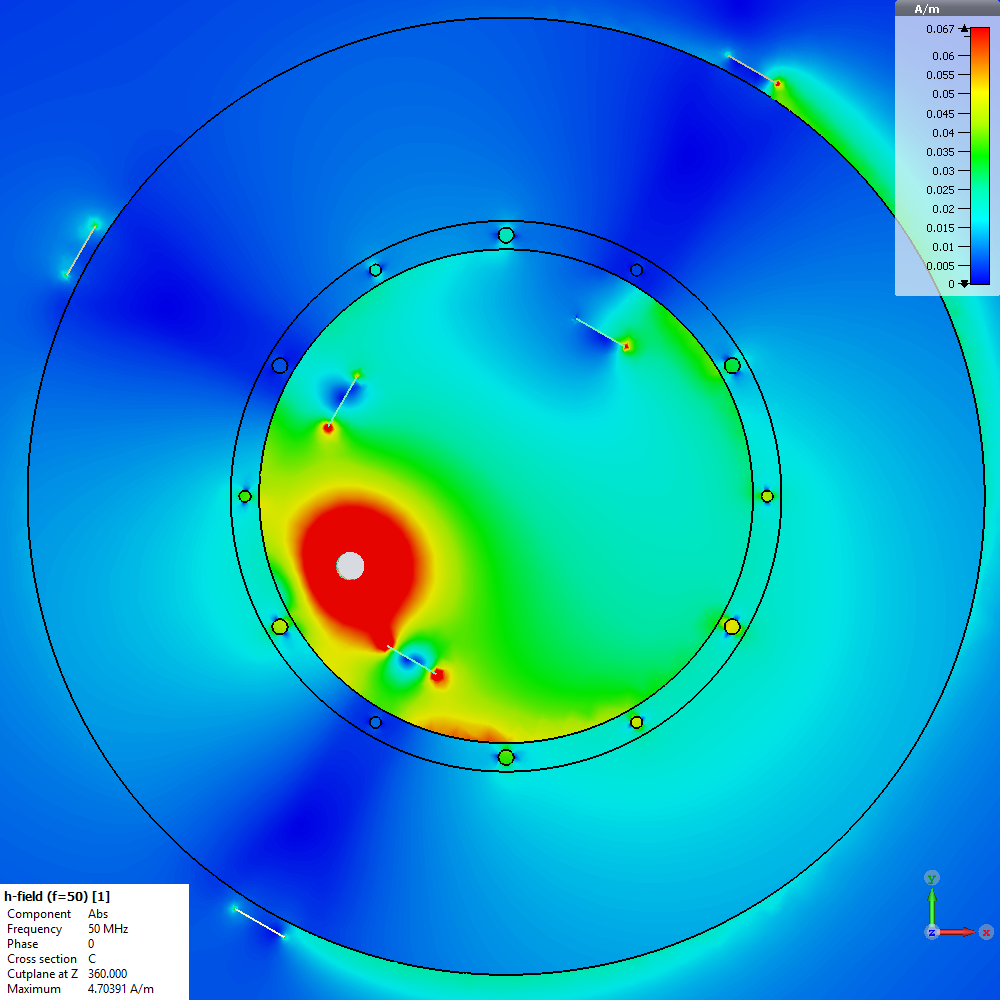 A/m
0.067
0.06
0.055
0.05
0.045
0.04
0.035
0.03
0.025
0.02
0.015
0.01
0.005
0
h-field (f=50) [1]
Component Abs
Frequency 50 MHz
Phase 0
Cross section C
Cutplane at Z 360.000
Maximum 4.70391 A/m
y
z x